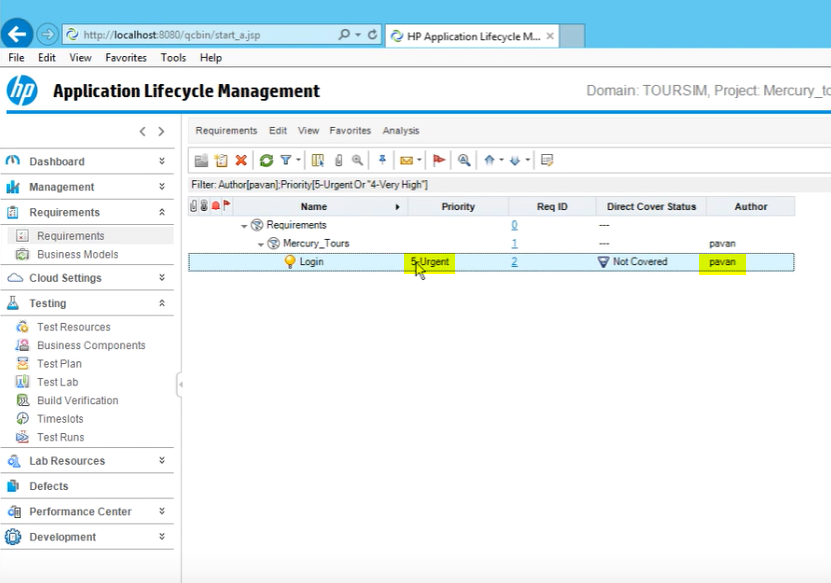 http://localhost:8080/qcbin/start_a.jsp
HP Application Lifecycle M...
File Edit View Favorites Tools Help
hp Application Lifecycle Management
Domain: TOURSIM, Project: Mercury_to
Dashboard
Management
Requirements
Requirements
Business Models
Cloud Settings
Testing
Test Resources
Business Components
Test Plan
Test Lab
Build Verification
Timeslots
Test Runs
Lab Resources
Defects
Performance Center
Development
Requirements Edit View Favorites Analysis
Filter: Author[pavan];Priority[5-Urgent Or "4-Very High"]
Name Priority Req ID Direct Cover Status Author
Requirements 0 ---
Mercury_Tours 1 --- pavan
Login 5-Urgent 2 Not Covered pavan